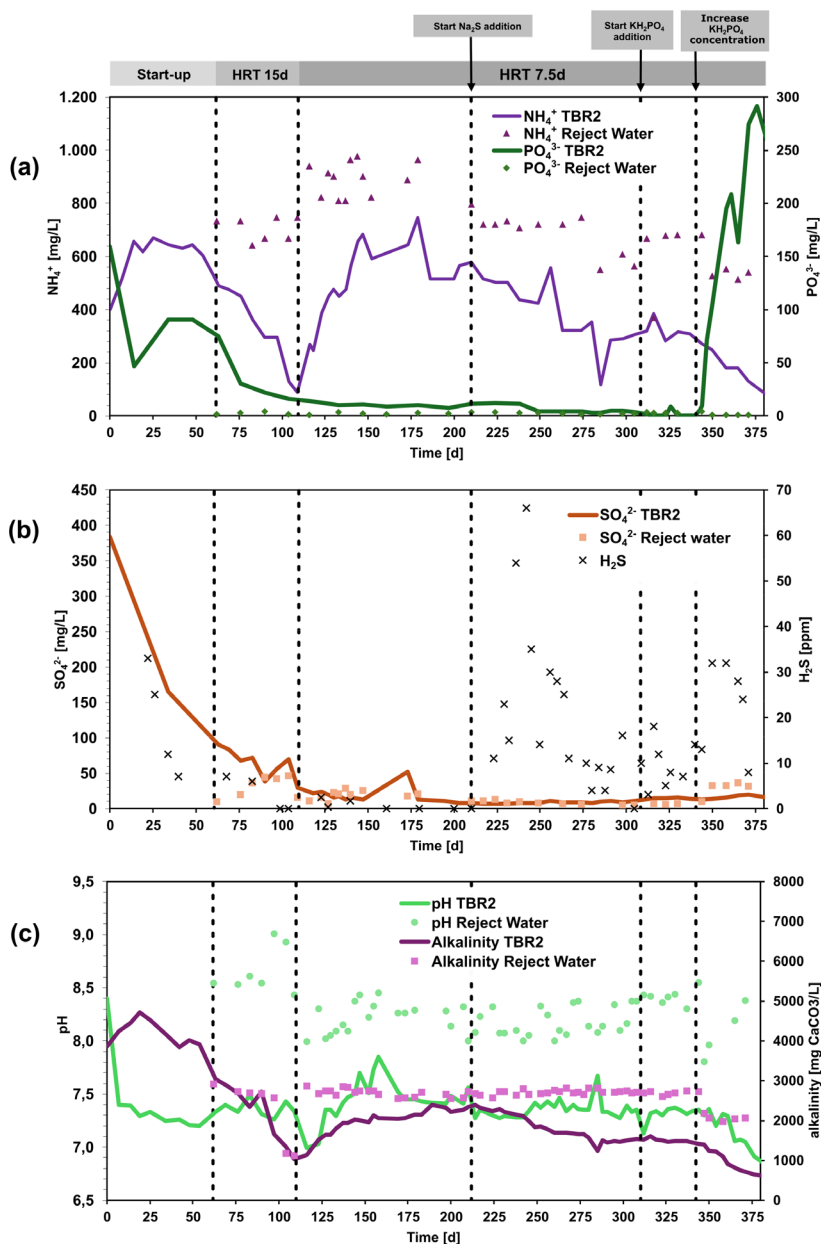 Start Na₂S addition
Start KH₂PO₄
addition
Increase
KH₂PO₄
concentration
Start-up
HRT 15d
HRT 7.5d
(a)
NH₄⁺ [mg/L]
1.200
1.000
800
600
400
200
0
NH₄⁺ TBR2
NH₄⁺ Reject Water
PO₄³⁻ TBR2
PO₄³⁻ Reject Water
300
250
200
150
100
50
0
PO₄³⁻ [mg/L]
0 25 50 75 100 125 150 175 200 225 250 275 300 325 350 375
Time [d]
(b)
SO₄²⁻ [mg/L]
450
400
350
300
250
200
150
100
50
0
SO₄²⁻ TBR2
SO₄²⁻ Reject water
H₂S
70
60
50
40
30
20
10
0
H₂S [ppm]
0 25 50 75 100 125 150 175 200 225 250 275 300 325 350 375
Time [d]
(c)
pH
9,5
9,0
8,5
8,0
7,5
7,0
6,5
pH TBR2
pH Reject Water
Alkalinity TBR2
Alkalinity Reject Water
8000
7000
6000
5000
4000
3000
2000
1000
0
alkalinity [mg CaCO3/L]
0 25 50 75 100 125 150 175 200 225 250 275 300 325 350 375
Time [d]